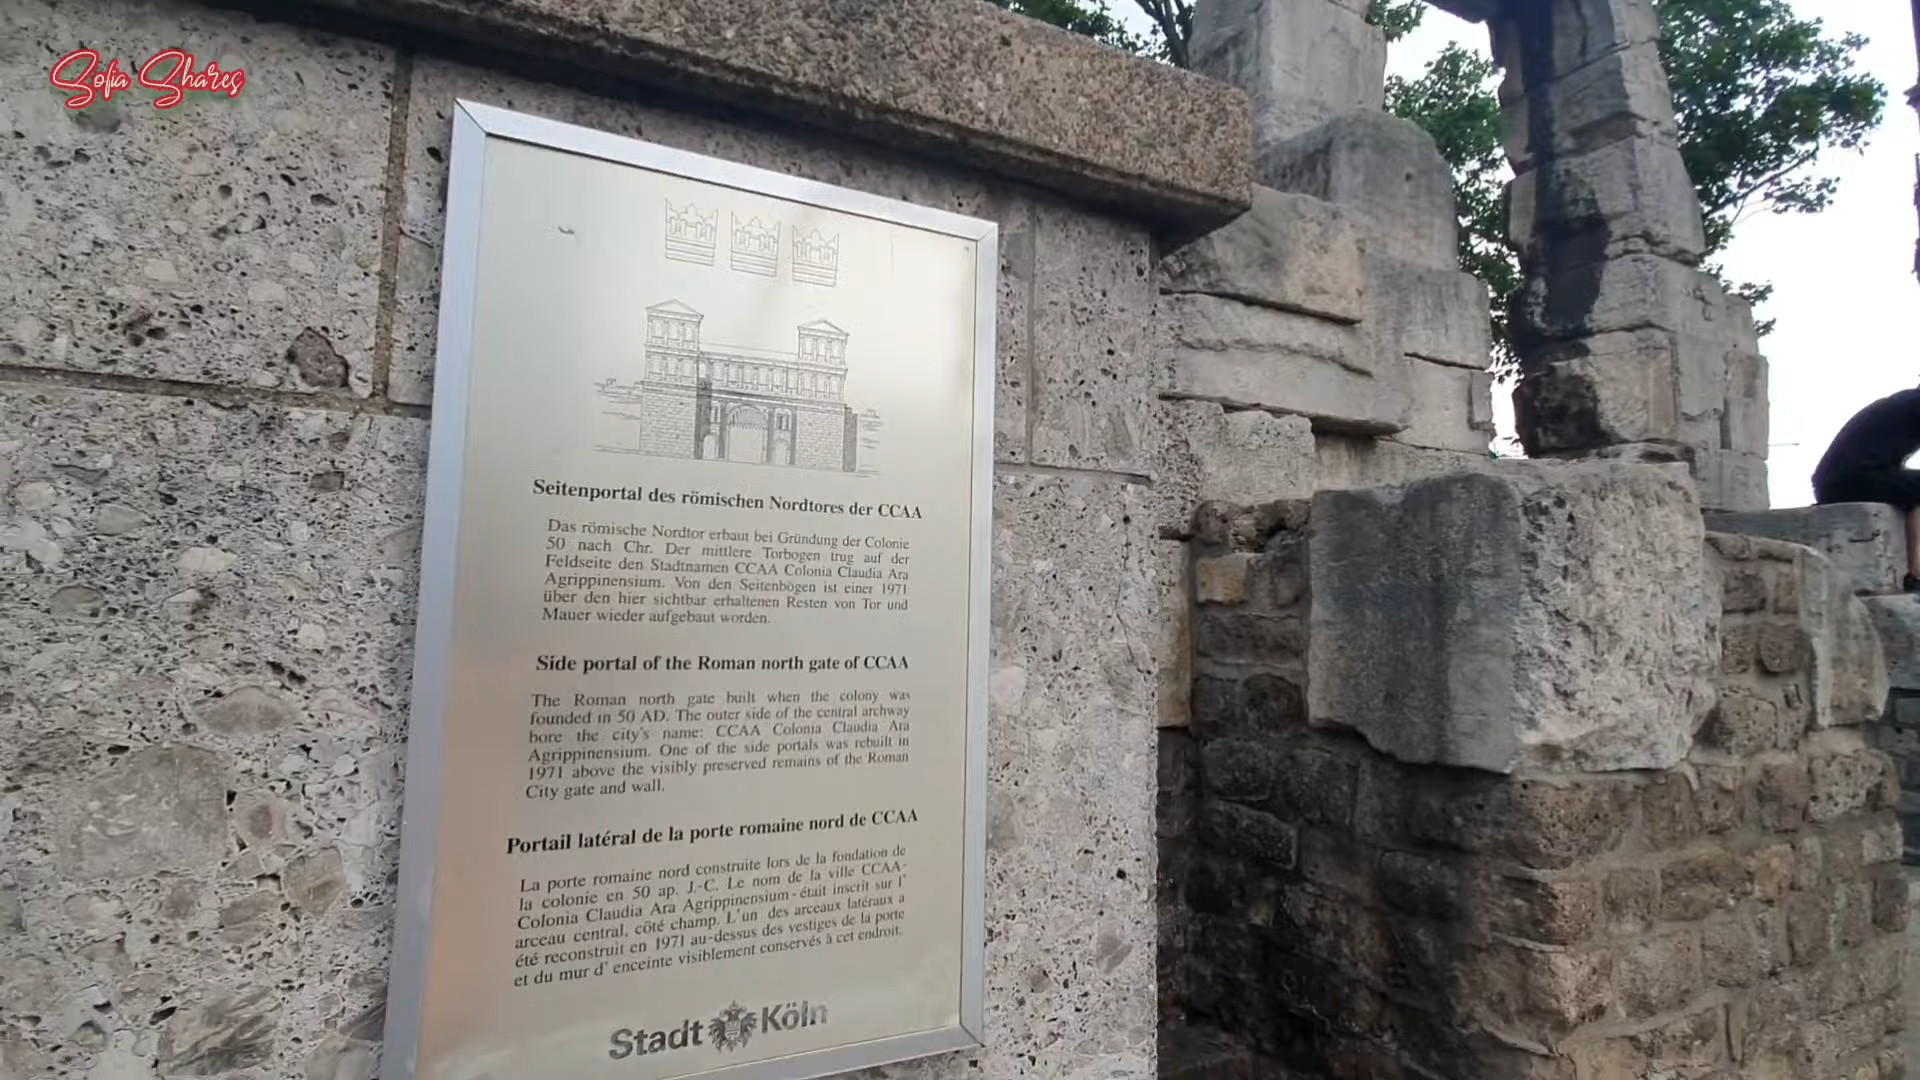 Sofia Shares
Seitenportal des römischen Nordtores der CCAA
Das römische Nordtor erbaut bei Gründung der Colonie
50 nach Chr. Der mittlere Torbogen trug auf der
Feldseite den Stadtnamen CCAA Colonia Claudia Ara
Agrippinensium. Von den Seitenbögen ist einer 1971
über den hier sichtbar erhaltenen Resten von Tor und
Mauer wieder aufgebaut worden.
Side portal of the Roman north gate of CCAA
The Roman north gate built when the colony was
founded in 50 AD. The outer side of the central archway
bore the city's name: CCAA Colonia Claudia Ara
Agrippinensium. One of the side portals was rebuilt in
1971 above the visibly preserved remains of the Roman
City gate and wall.
Portail latéral de la porte romaine nord de CCAA
La porte romaine nord construite lors de la fondation de
la colonie en 50 ap. J.-C. Le nom de la ville CCAA-
Colonia Claudia Ara Agrippinensium - était inscrit sur l'
arceau central, côté champ. L'un des arceaux latéraux a
été reconstruit en 1971 au-dessus des vestiges de la porte
et du mur d' enceinte visiblement conservés à cet endroit.
Stadt Köln